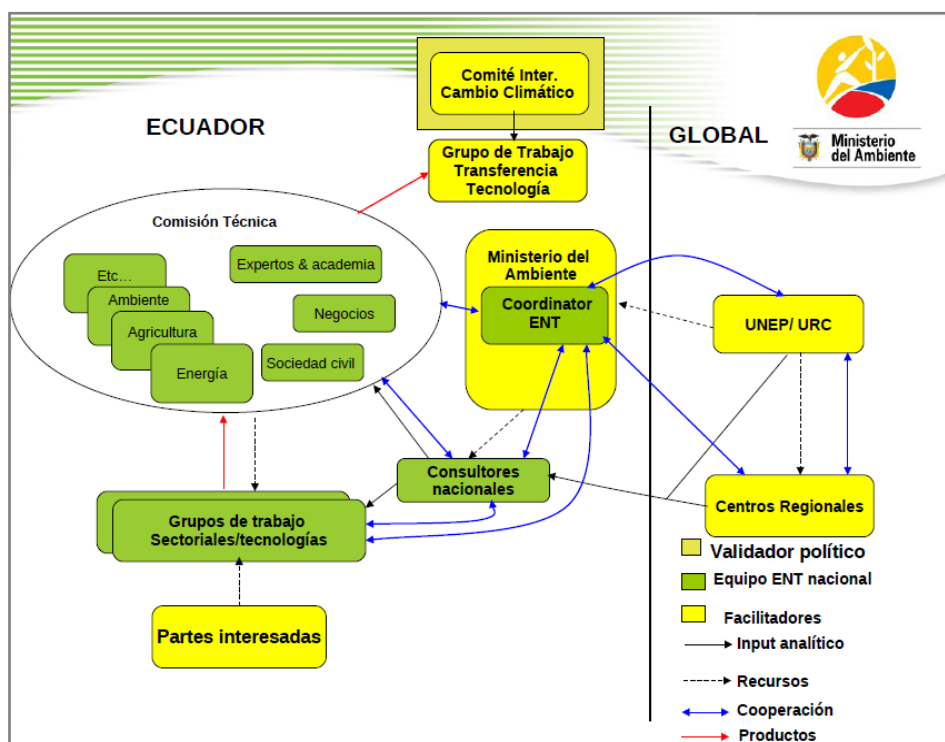 Comité Inter.
Cambio Climático
ECUADOR
GLOBAL
Ministerio
del Ambiente
Grupo de Trabajo
Transferencia
Tecnología
Comisión Técnica
Etc...
Ambiente
Agricultura
Energía
Expertos & academia
Negocios
Sociedad civil
Ministerio del
Ambiente
Coordinator
ENT
UNEP/ URC
Consultores
nacionales
Centros Regionales
Grupos de trabajo
Sectoriales/tecnologías
Partes interesadas
Validador político
Equipo ENT nacional
Facilitadores
Input analítico
Recursos
Cooperación
Productos